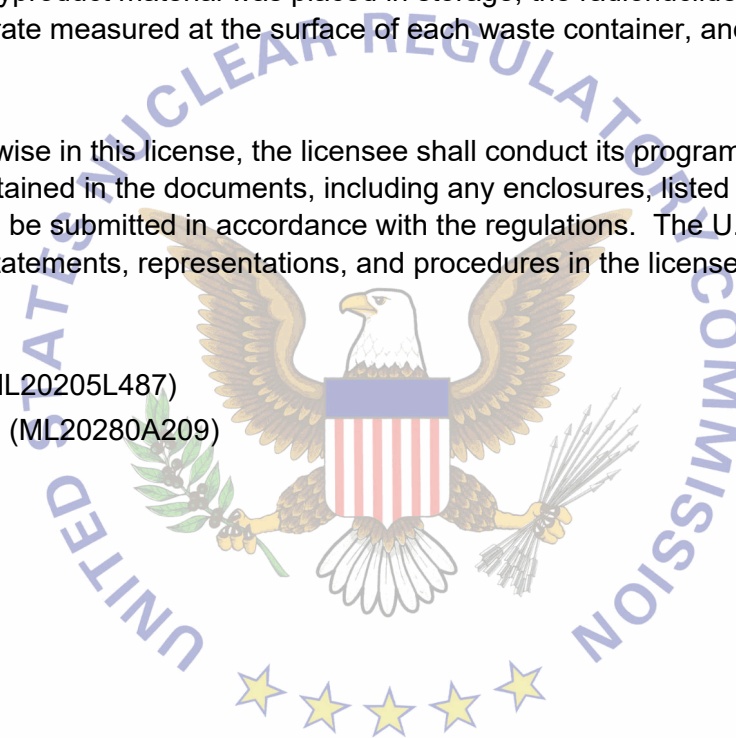 byproduct material was placed in storage, the radionuclide
rate measured at the surface of each waste container, and
wise in this license, the licensee shall conduct its program
tained in the documents, including any enclosures, listed
be submitted in accordance with the regulations. The U.
tatements, representations, and procedures in the license
ML20205L487)
(ML20280A209)
UNITED STATES NUCLEAR REGULATORY COMMISSION